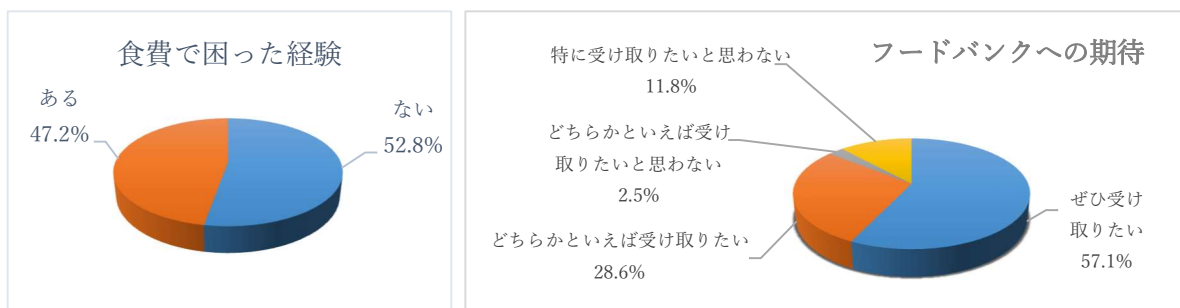 食費で困った経験
ある
47.2%
ない
52.8%
フードバンクへの期待
特に受け取りたいと思わない
11.8%
どちらかといえば受け
取りたいと思わない
2.5%
どちらかといえば受け取りたい
28.6%
ぜひ受け
取りたい
57.1%